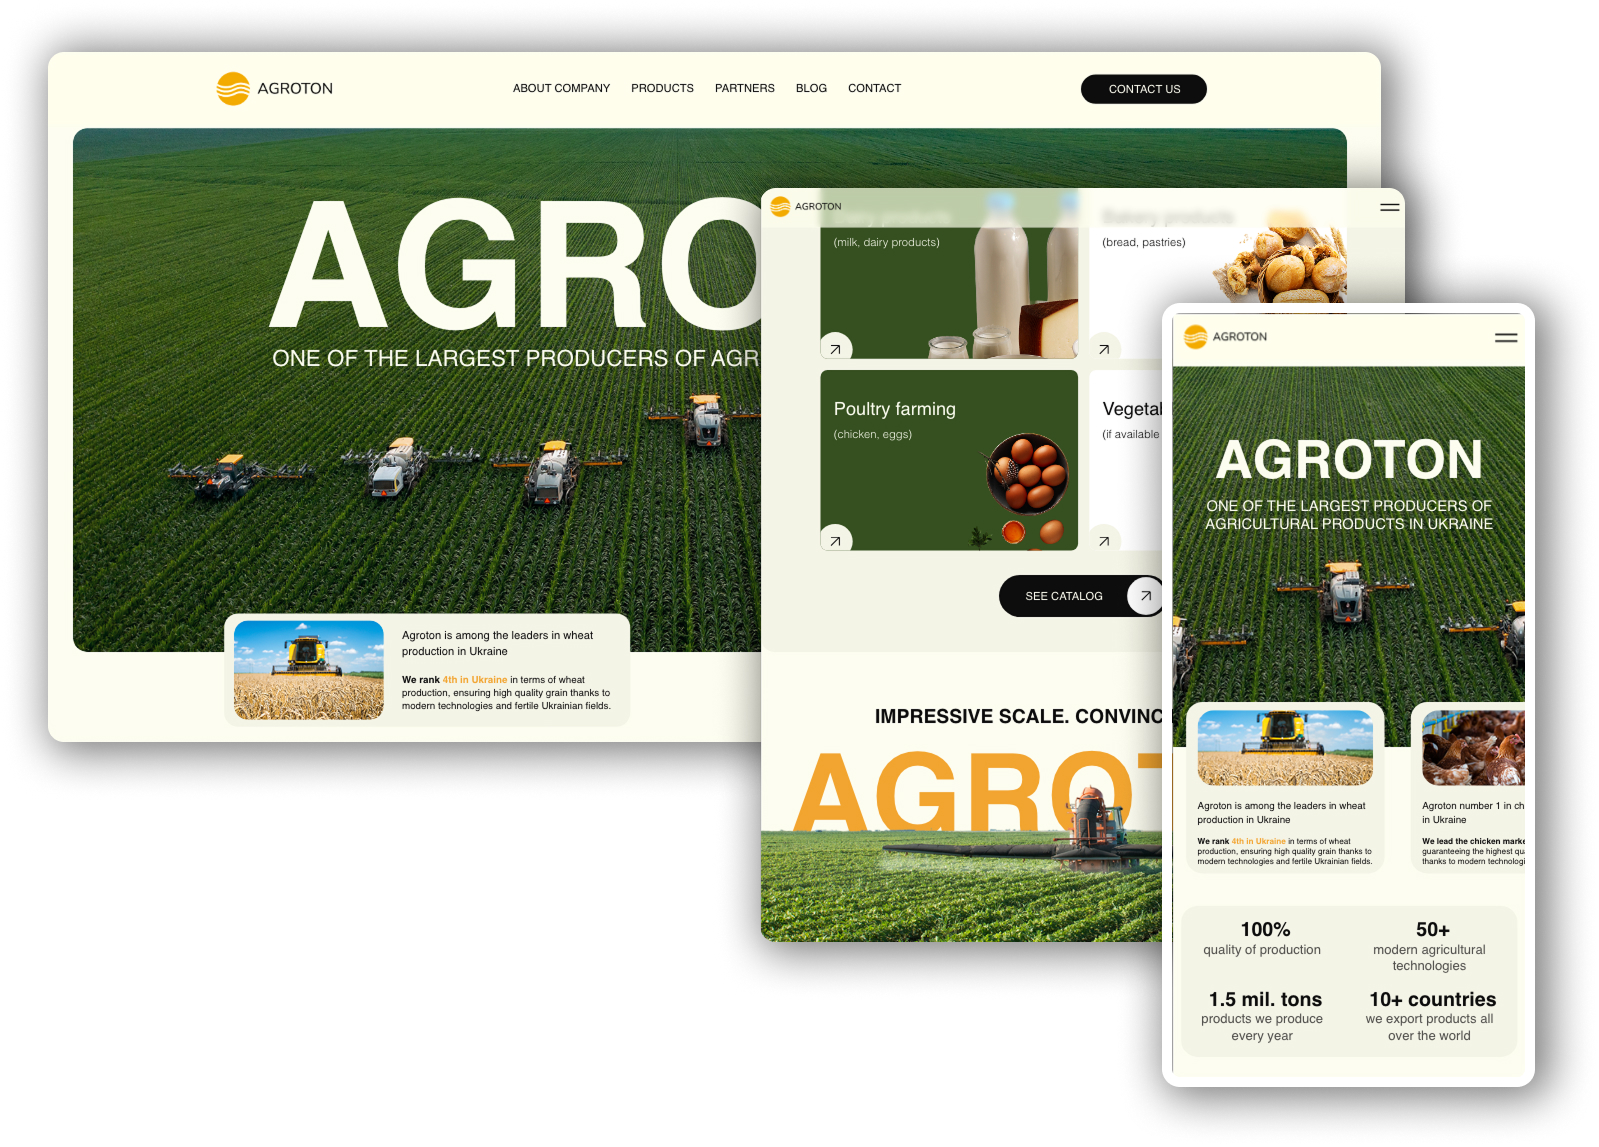 AGROTON
ABOUT COMPANY PRODUCTS PARTNERS BLOG CONTACT
CONTACT US
AGRO
ONE OF THE LARGEST PRODUCERS OF AGR
Agroton is among the leaders in wheat
production in Ukraine
We rank 4th in Ukraine in terms of wheat
production, ensuring high quality grain thanks to
modern technologies and fertile Ukrainian fields.
AGROTON
Dairy products
(milk, dairy products)
Bakery products
(bread, pastries)
Poultry farming
(chicken, eggs)
Vegetal
(if available
SEE CATALOG
IMPRESSIVE SCALE. CONVINC
AGROT
AGROTON
AGROTON
ONE OF THE LARGEST PRODUCERS OF
AGRICULTURAL PRODUCTS IN UKRAINE
Agroton is among the leaders in wheat
production in Ukraine
We rank 4th in Ukraine in terms of wheat
production, ensuring high quality grain thanks to
modern technologies and fertile Ukrainian fields.
Agroton number 1 in ch
in Ukraine
We lead the chicken marke
guaranteeing the highest qu
thanks to modern technologi
100%
quality of production
50+
modern agricultural
technologies
1.5 mil. tons
products we produce
every year
10+ countries
we export products all
over the world